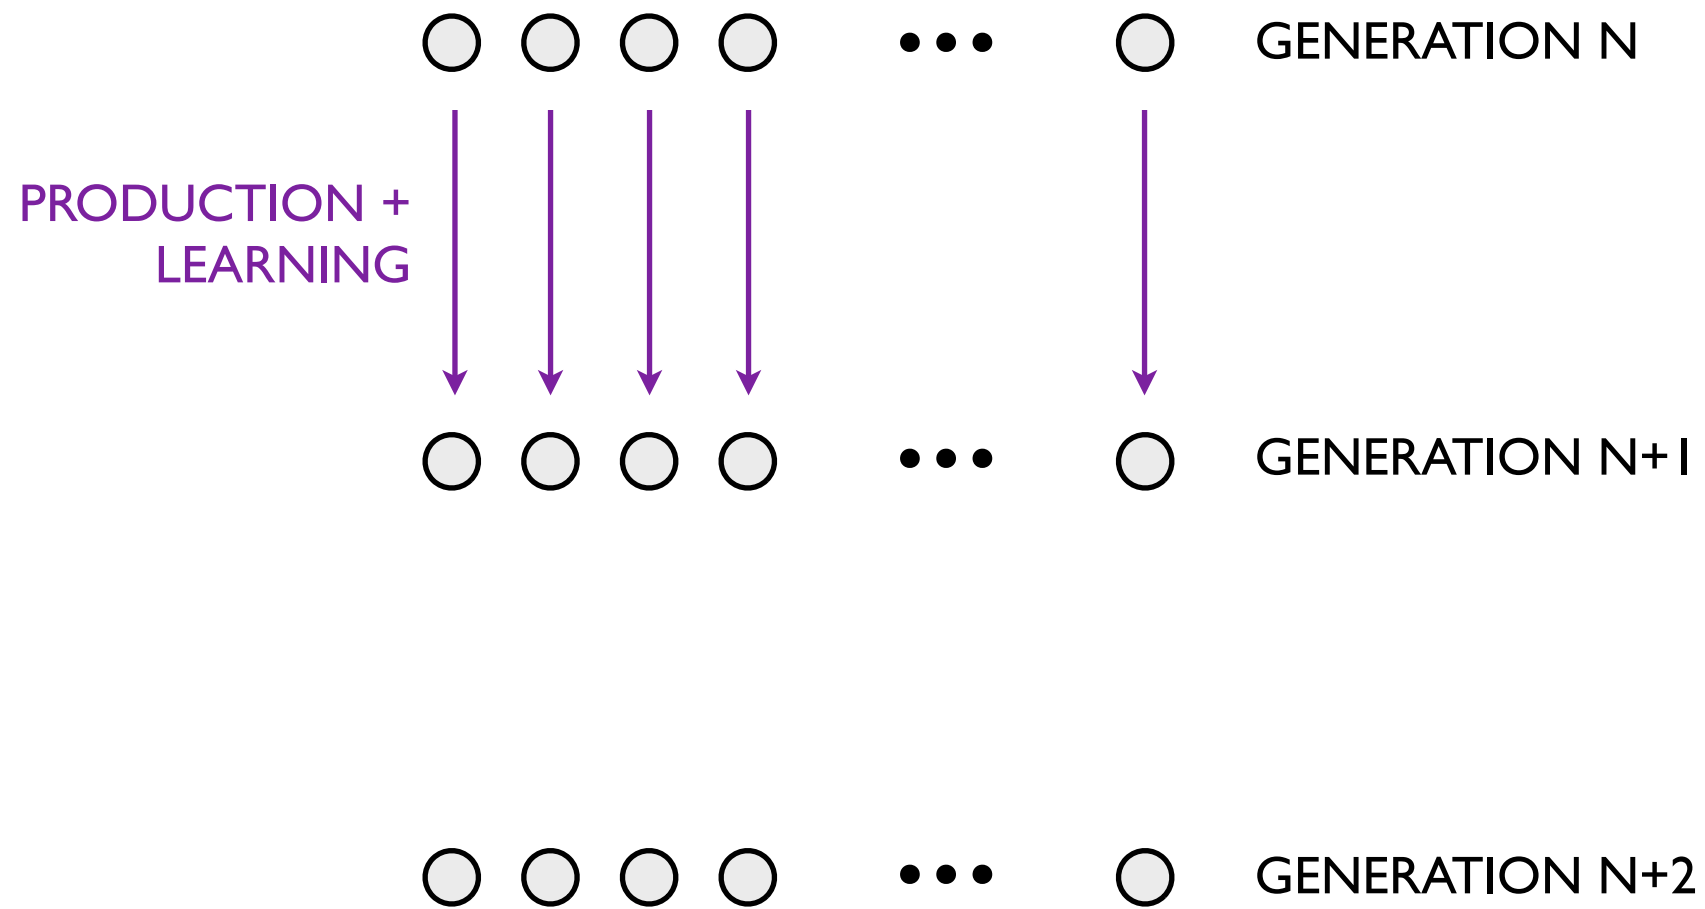 GENERATION N
PRODUCTION +
LEARNING
GENERATION N+1
GENERATION N+2